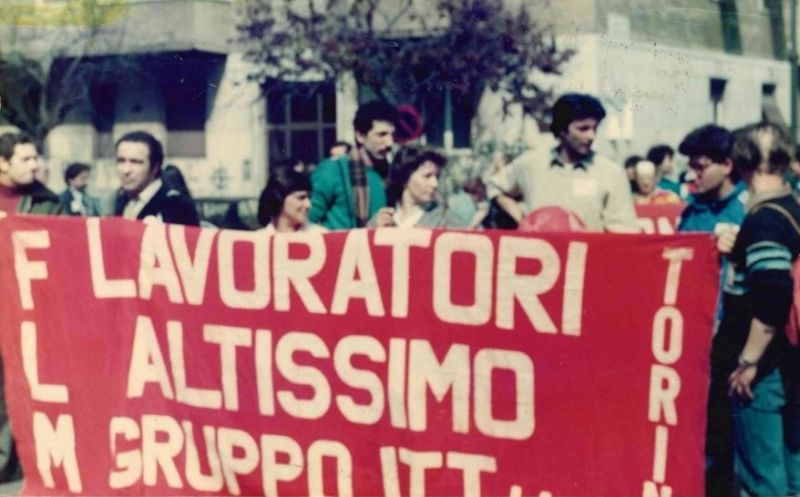 FLM
LAVORATORI
ALTISSIMO
GRUPPO ITT
TORIN